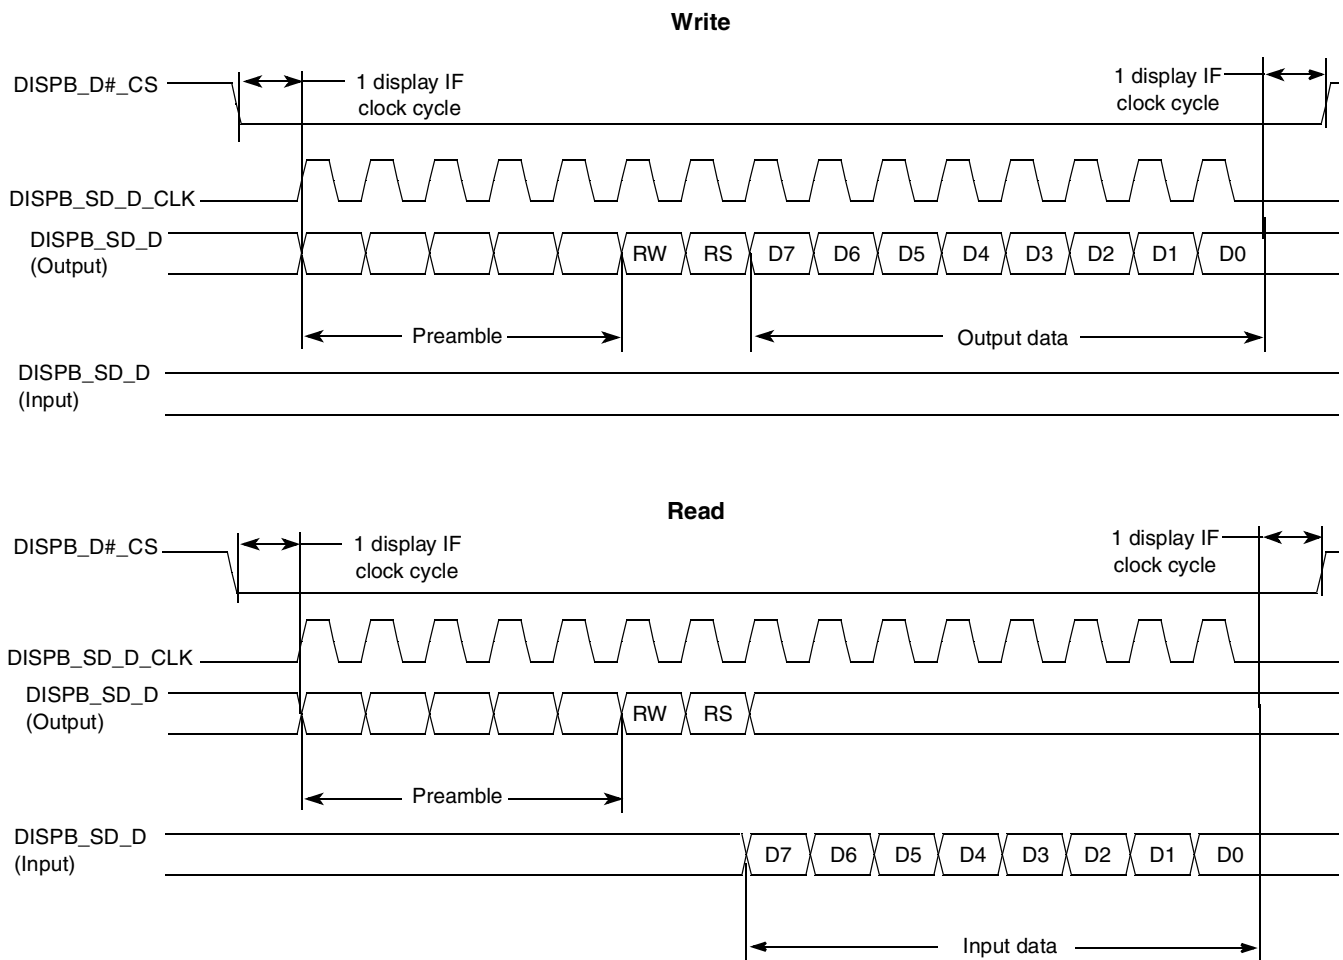 Write
DISPB_D#_CS
1 display IF
clock cycle
1 display IF
clock cycle
DISPB_SD_D_CLK
DISPB_SD_D
(Output)
RW RS D7 D6 D5 D4 D3 D2 D1 D0
Preamble
Output data
DISPB_SD_D
(Input)
Read
DISPB_D#_CS
1 display IF
clock cycle
1 display IF
clock cycle
DISPB_SD_D_CLK
DISPB_SD_D
(Output)
RW RS
Preamble
DISPB_SD_D
(Input)
D7 D6 D5 D4 D3 D2 D1 D0
Input data